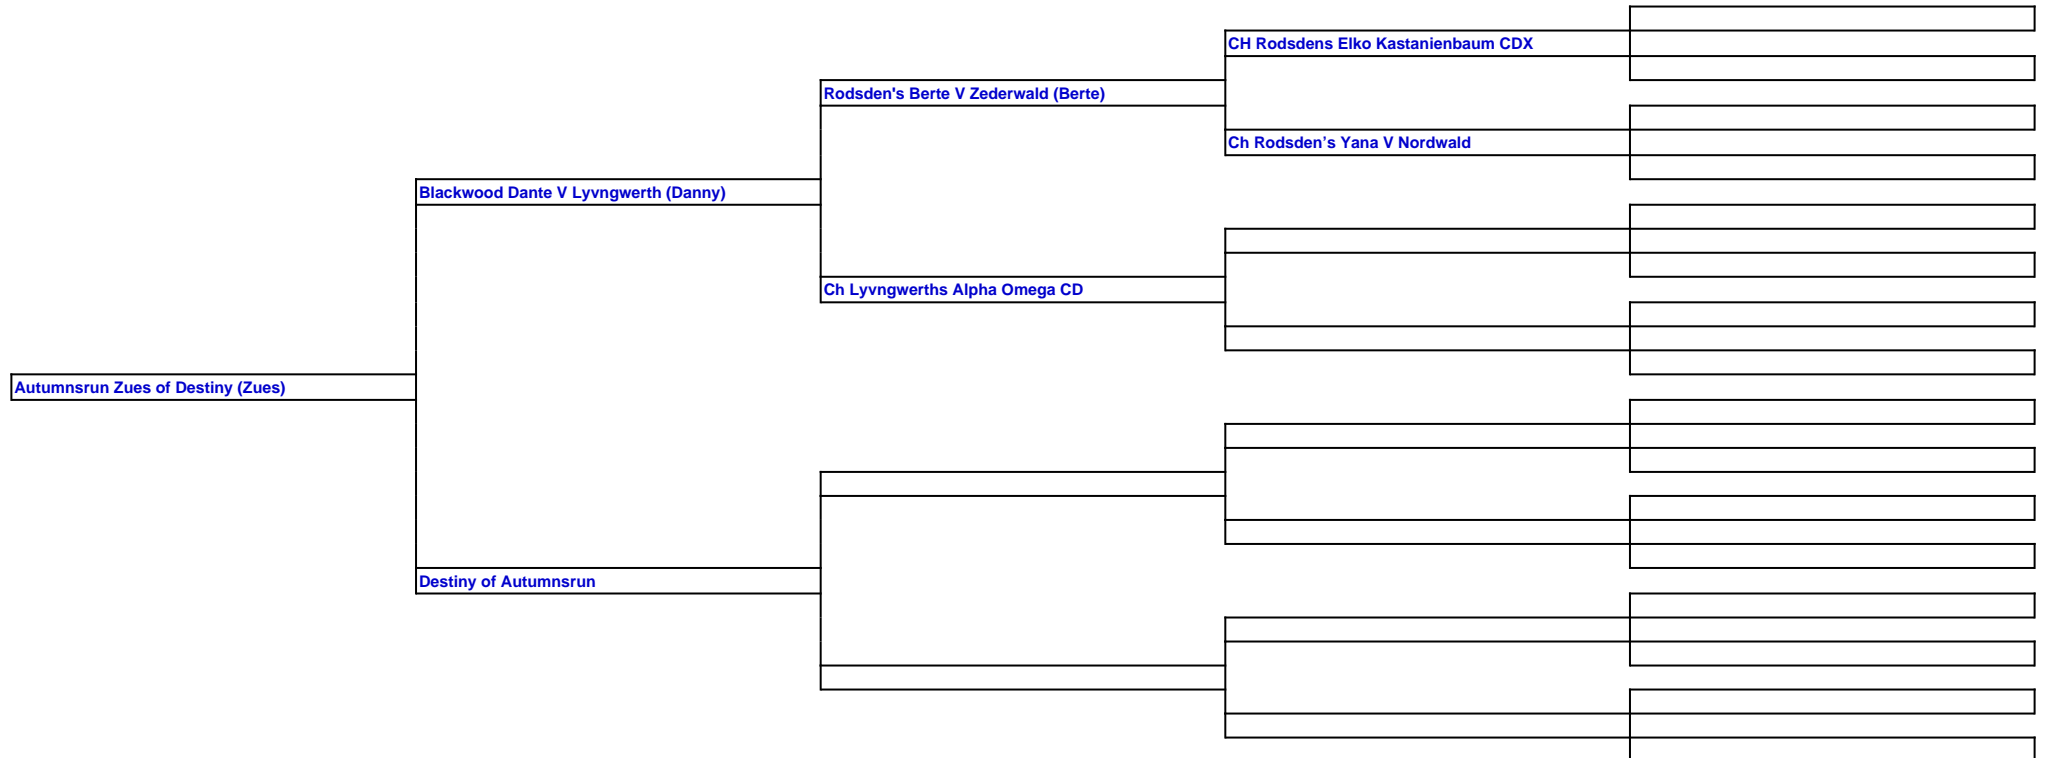 CH Rodsdens Elko Kastanienbaum CDX
Rodsden's Berte V Zederwald (Berte)
Ch Rodsden’s Yana V Nordwald
Blackwood Dante V Lyvngwerth (Danny)
Ch Lyvngwerths Alpha Omega CD
Autumnsrun Zues of Destiny (Zues)
Destiny of Autumnsrun